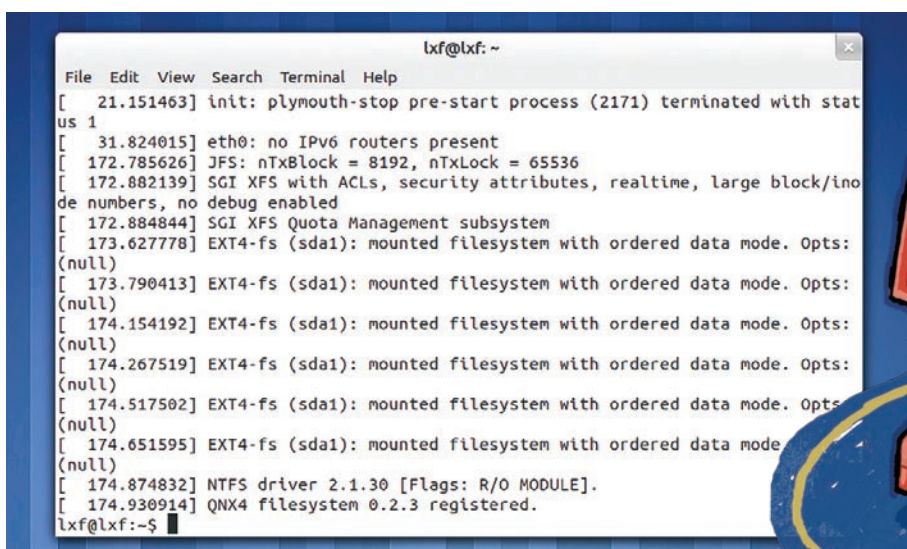 lxf@lxf: ~
File Edit View Search Terminal Help
[   21.151463] init: plymouth-stop pre-start process (2171) terminated with stat
us 1
[   31.824015] eth0: no IPv6 routers present
[  172.785626] JFS: nTxBlock = 8192, nTxLock = 65536
[  172.882139] SGI XFS with ACLs, security attributes, realtime, large block/ino
de numbers, no debug enabled
[  172.884844] SGI XFS Quota Management subsystem
[  173.627778] EXT4-fs (sda1): mounted filesystem with ordered data mode. Opts:
(null)
[  173.790413] EXT4-fs (sda1): mounted filesystem with ordered data mode. Opts:
(null)
[  174.154192] EXT4-fs (sda1): mounted filesystem with ordered data mode. Opts:
(null)
[  174.267519] EXT4-fs (sda1): mounted filesystem with ordered data mode. Opts:
(null)
[  174.517502] EXT4-fs (sda1): mounted filesystem with ordered data mode. Opts
(null)
[  174.651595] EXT4-fs (sda1): mounted filesystem with ordered data mode
(null)
[  174.874832] NTFS driver 2.1.30 [Flags: R/O MODULE].
[  174.930914] QNX4 filesystem 0.2.3 registered.
lxf@lxf:~$